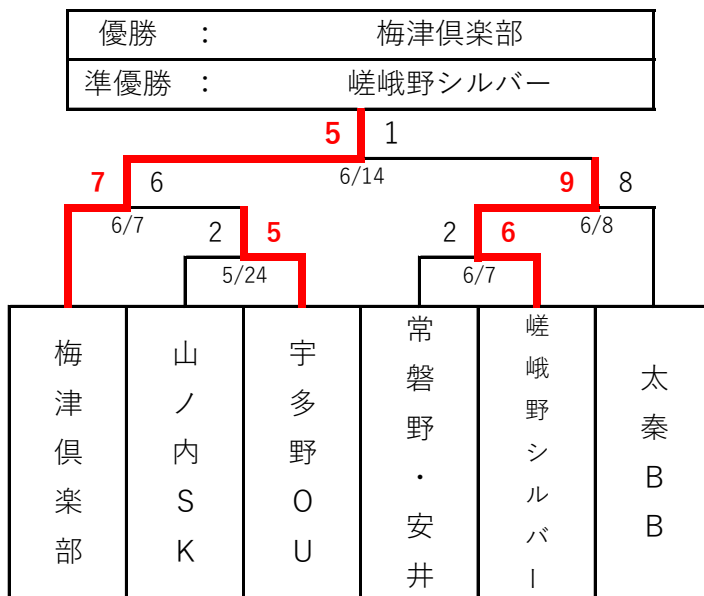 優勝 : 梅津倶楽部
準優勝 : 嵯峨野シルバー
5 1
6/14
7 6
9 8
6/7
6/8
2 5
2 6
5/24
6/7
梅津倶楽部
山ノ内SK
宇多野OU
常磐野・安井
嵯峨野シルバー
太秦BB